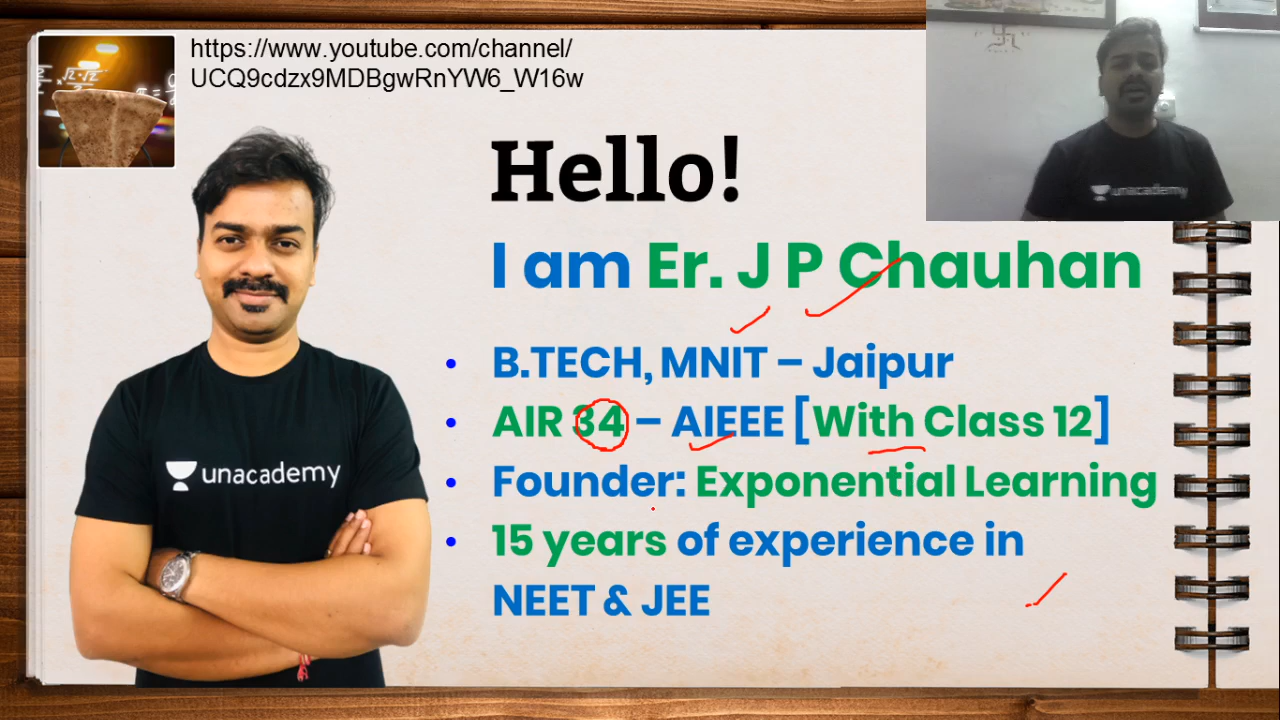 https://www.youtube.com/channel/
UCQ9cdzx9MDBgwRnYW6_W16w
Hello!
I am Er. J P Chauhan
• B.TECH, MNIT – Jaipur
• AIR 34 – AIEEE [With Class 12]
• Founder: Exponential Learning
• 15 years of experience in
NEET & JEE
unacademy
unacademy